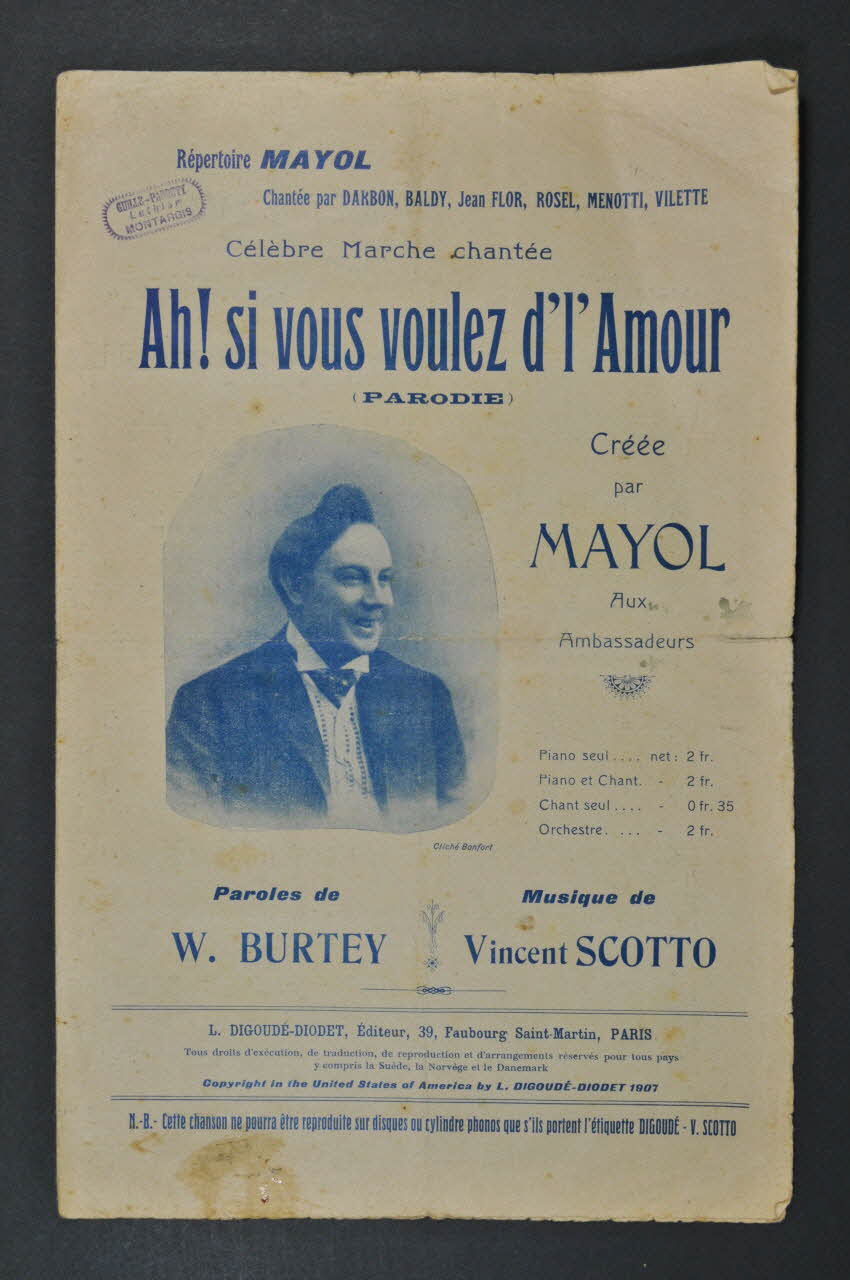 Répertoire MAYOL
Chantée par DAKBON, BALDY, Jean FLOR, ROSEL, MENOTTI, VILETTE
Luthier
MONTARGIS
Célèbre Marche chantée
Ah! si vous voulez d'l'Amour
(PARODIE)
Créée
par
MAYOL
Aux
Ambassadeurs
Piano seul .... net: 2 fr.
Piano et Chant. - 2 fr.
Chant seul .... - 0 fr. 35
Orchestre. ... - 2 fr.
Cliché Bonfort
Paroles de
W. BURTEY
Musique de
Vincent SCOTTO
L. DIGOUDÉ-DIODET, Éditeur, 39, Faubourg Saint-Martin, PARIS
Tous droits d'exécution, de traduction, de reproduction et d'arrangements réservés pour tous pays
y compris la Suède, la Norvège et le Danemark
Copyright in the United States of America by L. DIGOUDÉ-DIODET 1907
N.-B.- Cette chanson ne pourra être reproduite sur disques ou cylindre phonos que s'ils portent l'étiquette DIGOUDÉ - V. SCOTTO